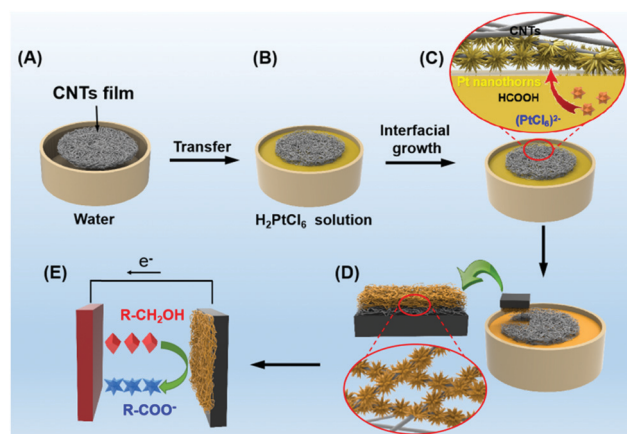 (A)
CNTs film
Water
Transfer
(B)
H₂PtCl₆ solution
Interfacial
growth
(C)
CNTs
Pt nanothorns
HCOOH
(PtCl₆)²⁻
(D)
(E)
e⁻
R-CH₂OH
R-COO⁻